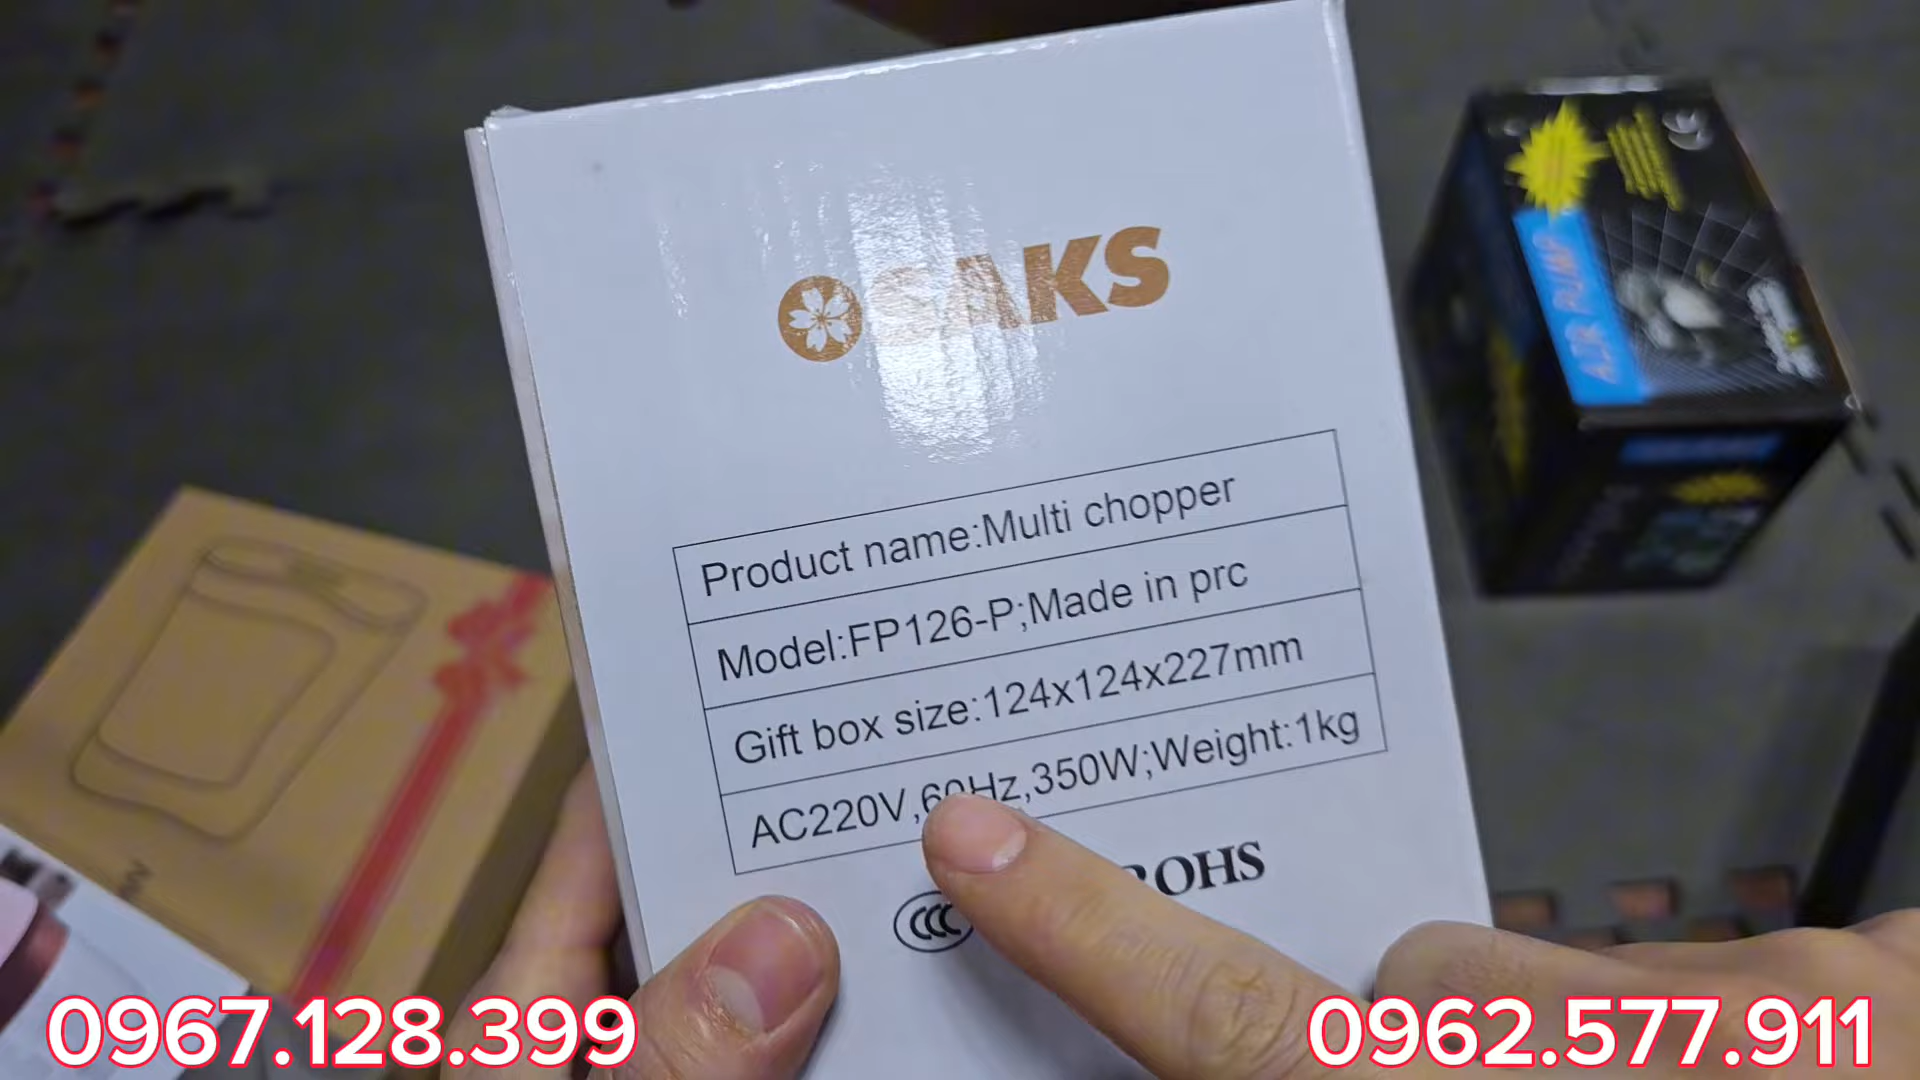 OSAKS
AIR PUMP
Product name:Multi chopper
Model:FP126-P;Made in prc
Gift box size:124x124x227mm
AC220V,60Hz,350W;Weight:1kg
CCC
ROHS
0967.128.399
0962.577.911